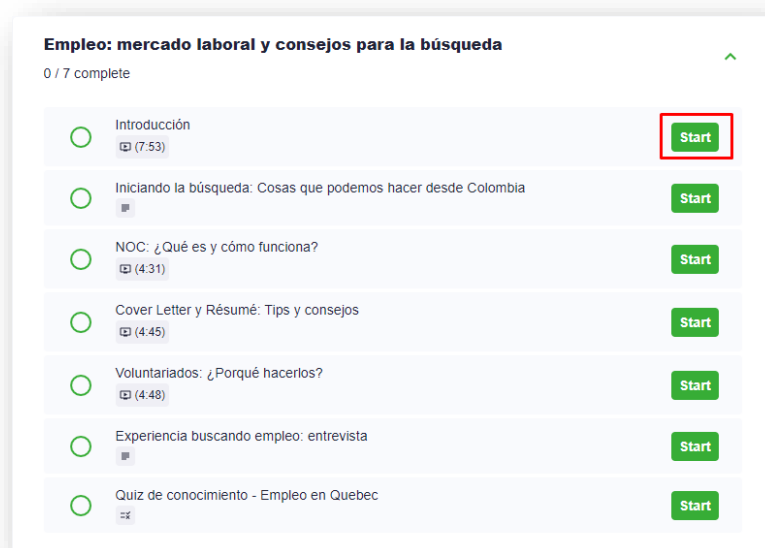 Empleo: mercado laboral y consejos para la búsqueda
0 / 7 complete
Introducción
(7:53)
Start
Iniciando la búsqueda: Cosas que podemos hacer desde Colombia
Start
NOC: ¿Qué es y cómo funciona?
(4:31)
Start
Cover Letter y Résumé: Tips y consejos
(4:45)
Start
Voluntariados: ¿Porqué hacerlos?
(4:48)
Start
Experiencia buscando empleo: entrevista
Start
Quiz de conocimiento - Empleo en Quebec
Start